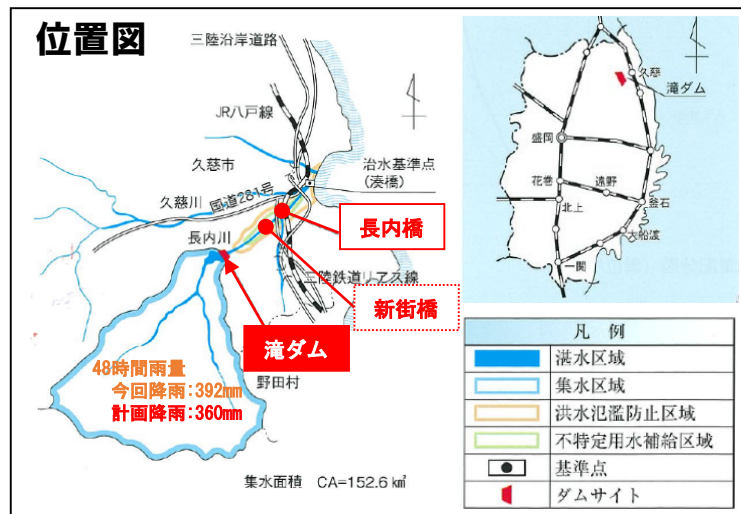 位置図
三陸沿岸道路
JR八戸線
久慈市
治水基準点
(湊橋)
久慈川
国道281号
長内橋
長内川
三陸鉄道リアス線
新街橋
滝ダム
48時間雨量
今回降雨:392mm
計画降雨:360mm
野田村
集水面積 CA=152.6㎢
久慈
滝ダム
盛岡
花巻
遠野
釜石
北上
大船渡
一関
凡例
湛水区域
集水区域
洪水氾濫防止区域
不特定用水補給区域
基準点
ダムサイト